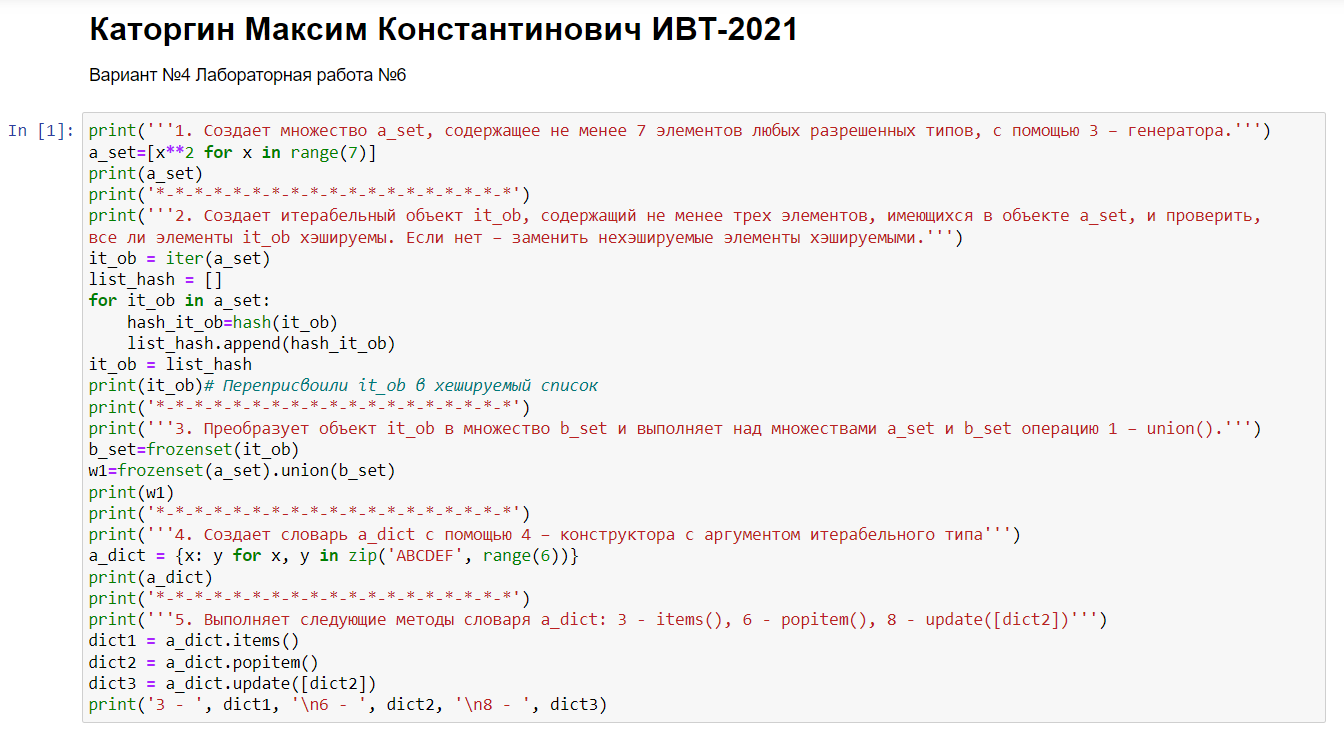 Каторгин Максим Константинович ИВТ-2021
Вариант №4 Лабораторная работа №6
In [1]: print('''1. Создает множество a_set, содержащее не менее 7 элементов любых разрешенных типов, с помощью 3 – генератора.''')
a_set=[x**2 for x in range(7)]
print(a_set)
print('*-*-*-*-*-*-*-*-*-*-*-*-*-*-*-*-*-*-*')
print('''2. Создает итерабельный объект it_ob, содержащий не менее трех элементов, имеющихся в объекте a_set, и проверить,
все ли элементы it_ob хэшируемы. Если нет – заменить нехэшируемые элементы хэшируемыми.''')
it_ob = iter(a_set)
list_hash = []
for it_ob in a_set:
    hash_it_ob=hash(it_ob)
    list_hash.append(hash_it_ob)
it_ob = list_hash
print(it_ob)# Переприсвоили it_ob в хешируемый список
print('*-*-*-*-*-*-*-*-*-*-*-*-*-*-*-*-*-*-*')
print('''3. Преобразует объект it_ob в множество b_set и выполняет над множествами a_set и b_set операцию 1 – union().''')
b_set=frozenset(it_ob)
w1=frozenset(a_set).union(b_set)
print(w1)
print('*-*-*-*-*-*-*-*-*-*-*-*-*-*-*-*-*-*-*')
print('''4. Создает словарь a_dict с помощью 4 – конструктора с аргументом итерабельного типа''')
a_dict = {x: y for x, y in zip('ABCDEF', range(6))}
print(a_dict)
print('*-*-*-*-*-*-*-*-*-*-*-*-*-*-*-*-*-*-*')
print('''5. Выполняет следующие методы словаря a_dict: 3 - items(), 6 - popitem(), 8 - update([dict2])''')
dict1 = a_dict.items()
dict2 = a_dict.popitem()
dict3 = a_dict.update([dict2])
print('3 - ', dict1, '\n6 - ', dict2, '\n8 - ', dict3)